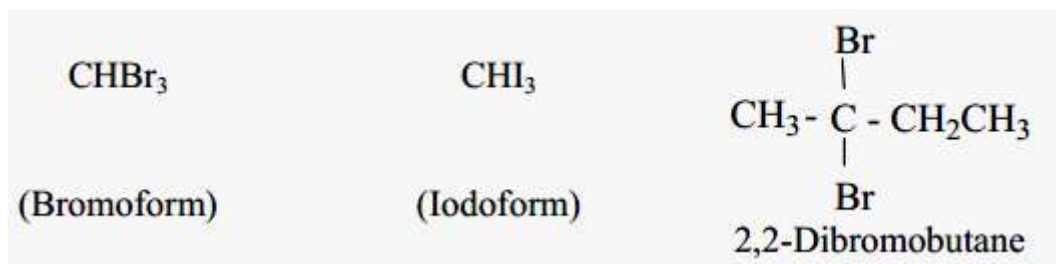 CHBr₃
(Bromoform)
CHI₃
(Iodoform)
Br
CH₃- C - CH₂CH₃
Br
2,2-Dibromobutane